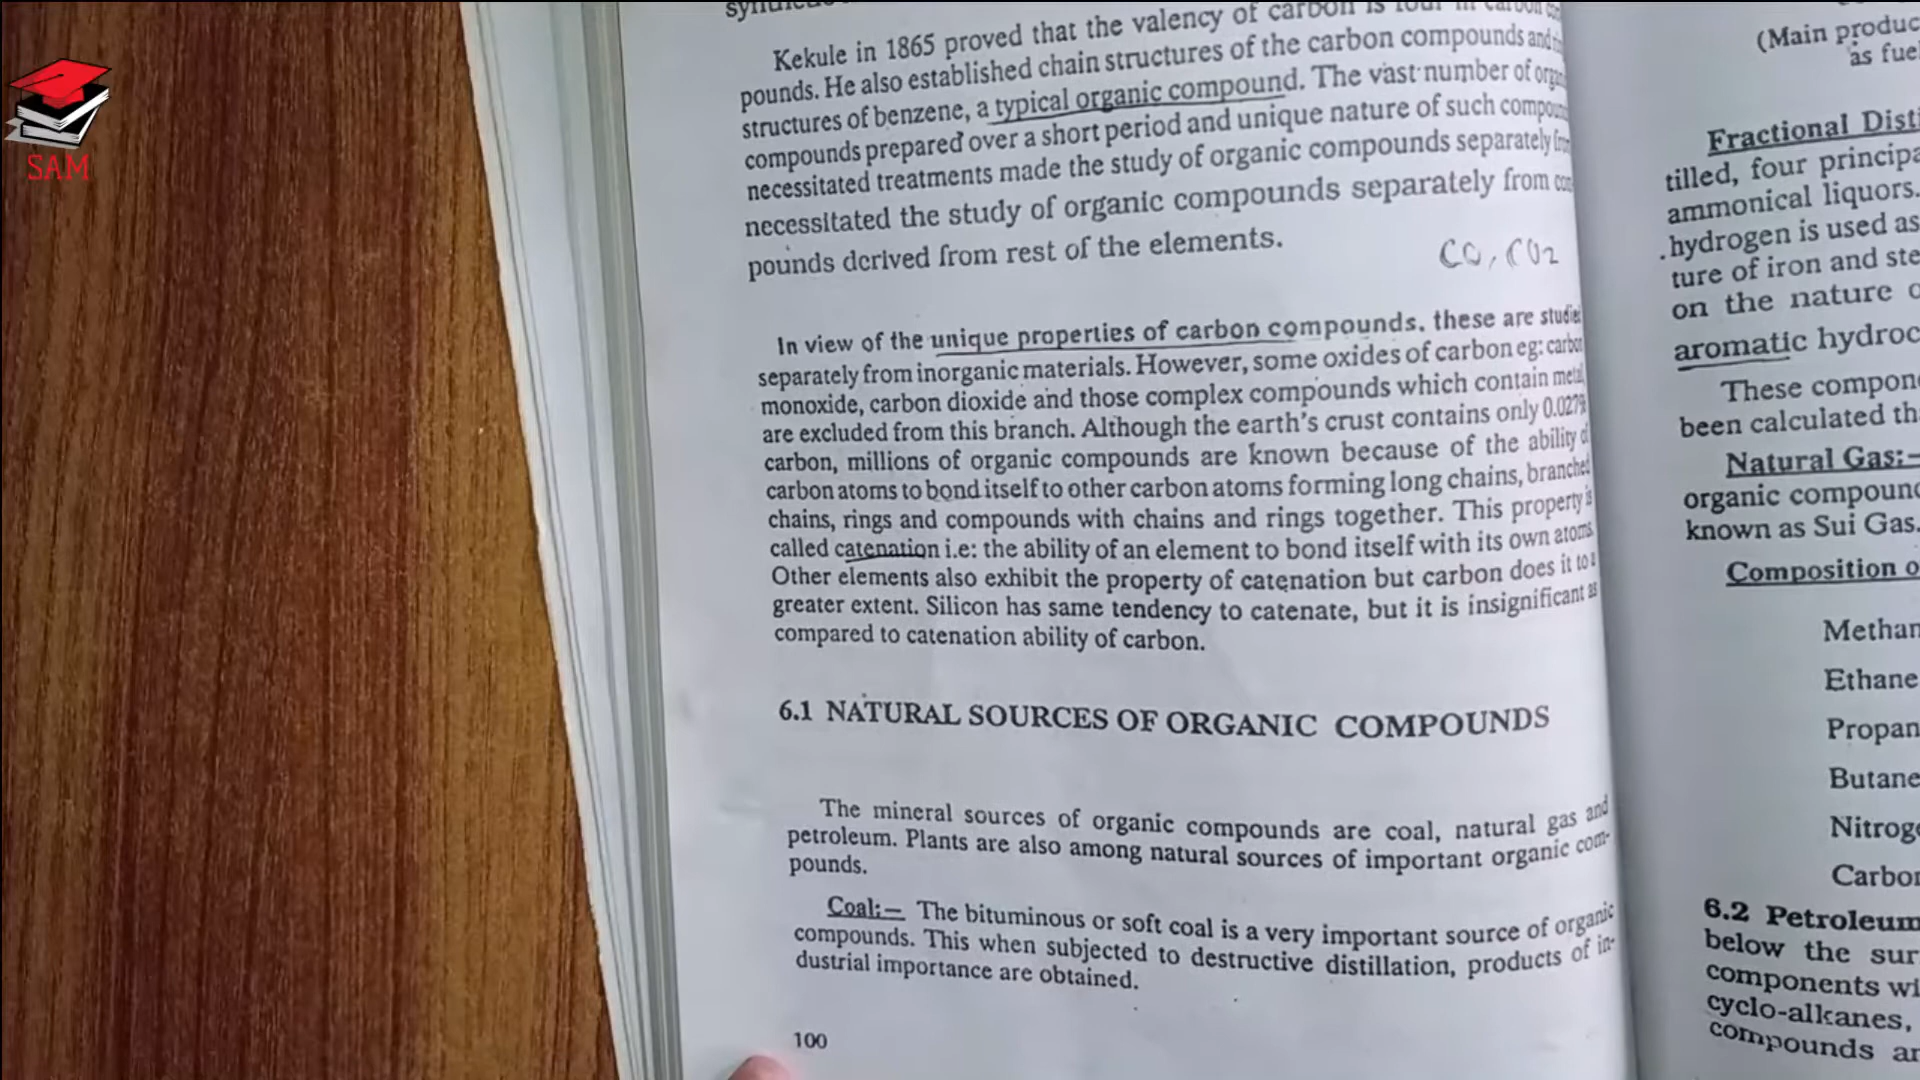 SAM
Kekule in 1865 proved that the valency of carbon is four in carbon
pounds. He also established chain structures of the carbon compounds and
structures of benzene, a typical organic compound. The vast number of
compounds prepared over a short period and unique nature of such
necessitated treatments made the study of organic compounds separately
necessitated the study of organic compounds separately from
pounds derived from rest of the elements.
CO, CO2
In view of the unique properties of carbon compounds. these are studied
separately from inorganic materials. However, some oxides of carbon eg: carbon
monoxide, carbon dioxide and those complex compounds which contain metal
are excluded from this branch. Although the earth's crust contains only 0.027%
carbon, millions of organic compounds are known because of the ability of
carbon atoms to bond itself to other carbon atoms forming long chains, branched
chains, rings and compounds with chains and rings together. This property is
called catenation i.e: the ability of an element to bond itself with its own atoms.
Other elements also exhibit the property of catenation but carbon does it to a
greater extent. Silicon has same tendency to catenate, but it is insignificant as
compared to catenation ability of carbon.
6.1 NATURAL SOURCES OF ORGANIC COMPOUNDS
The mineral sources of organic compounds are coal, natural gas and
petroleum. Plants are also among natural sources of important organic com-
pounds.
Coal:— The bituminous or soft coal is a very important source of organic
compounds. This when subjected to destructive distillation, products of in-
dustrial importance are obtained.
100
(Main produc
as fue
Fractional Disti
tilled, four principa
ammonical liquors.
hydrogen is used as
ture of iron and ste
on the nature o
aromatic hydroc
These compon
been calculated tha
Natural Gas:—
organic compound
known as Sui Gas.
Composition o
Methan
Ethane
Propan
Butane
Nitroge
Carbon
6.2 Petroleum
below the sur
components wi
cyclo-alkanes,
compounds ar